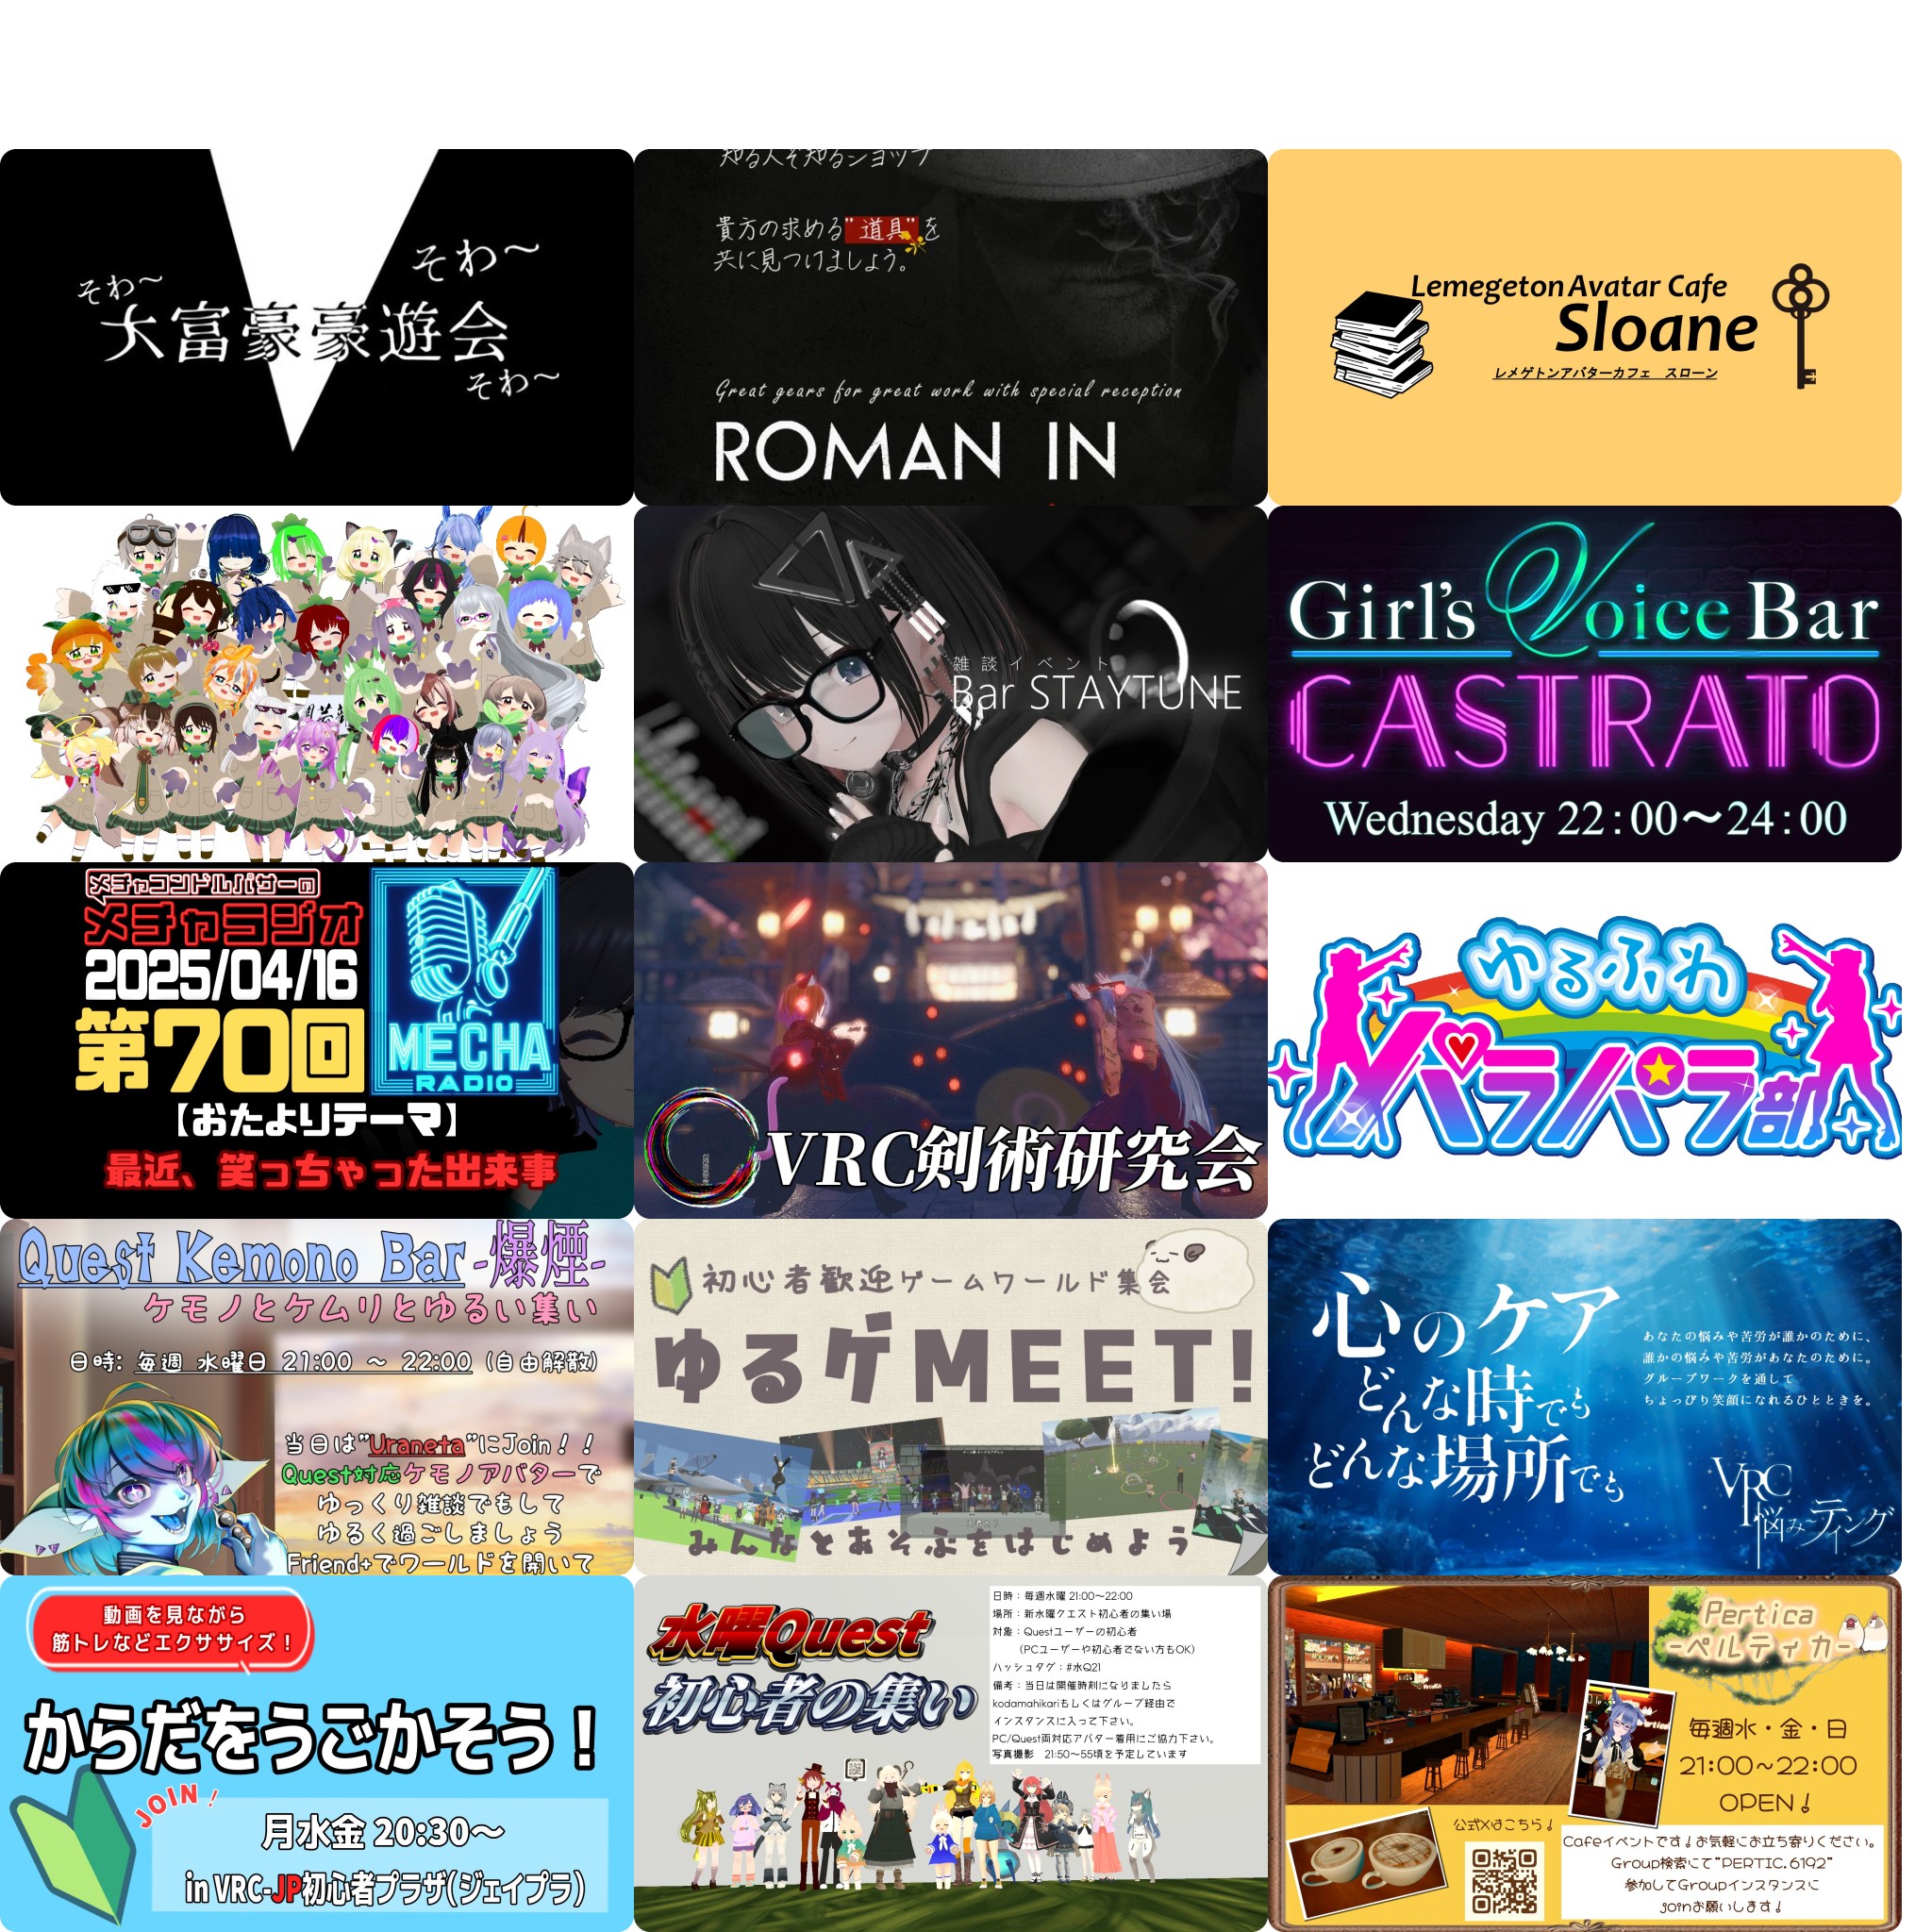 そわ〜
そわ〜
大富豪豪遊会
そわ〜
知る人ぞ知るショップ
貴方の求める"道具"を
共に見つけましょう。
Great gears for great work with special reception
ROMAN IN
Lemegeton Avatar Cafe
Sloane
レメゲトンアバターカフェ スローン
雑談イベント
Bar STAYTUNE
Girl's Voice Bar
CASTRATO
Wednesday 22:00〜24:00
メチャコンドルバサーの
メチャラジオ
2025/04/16
第70回
【おたよりテーマ】
最近、笑っちゃった出来事
MECHA
RADIO
VRC剣術研究会
ゆるふわ
パラパラ部
Quest Kemono Bar -爆煙-
ケモノとケムリとゆるい集い
日時: 毎週 水曜日 21:00 〜 22:00 (自由解散)
当日は"Uraneta"にJoin!!
Quest対応ケモノアバターで
ゆっくり雑談でもして
ゆるく過ごしましょう
Friend+でワールドを開いて
初心者歓迎ゲームワールド集会
ゆるゲMEET!
みんなとあそぶをはじめよう
心のケア
どんな時でも
どんな場所でも
あなたの悩みや苦労が誰かのために、
誰かの悩みや苦労があなたのために。
グループワークを通して
ちょっぴり笑顔になれるひとときを。
VRC
悩みーティング
動画を見ながら
筋トレなどエクササイズ!
からだをうごかそう!
JOIN!
月水金 20:30〜
in VRC-JP初心者プラザ(ジェイプラ)
水曜Quest
初心者の集い
日時:毎週水曜 21:00〜22:00
場所:新水曜クエスト初心者の集い場
対象:Questユーザーの初心者
(PCユーザーや初心者でない方もOK)
ハッシュタグ:#水Q21
備考:当日は開催時刻になりましたら
kodamahikariもしくはグループ経由で
インスタンスに入って下さい。
PC/Quest両対応アバター着用にご協力下さい。
写真撮影 21:50〜55頃を予定しています
Pertica
-ペルティカ-
毎週水・金・日
21:00〜22:00
OPEN!
公式Xはこちら!
Cafeイベントです!お気軽にお立ち寄りください。
Group検索にて"PERTIC.6192"
参加してGroupインスタンスに
joinお願いします!